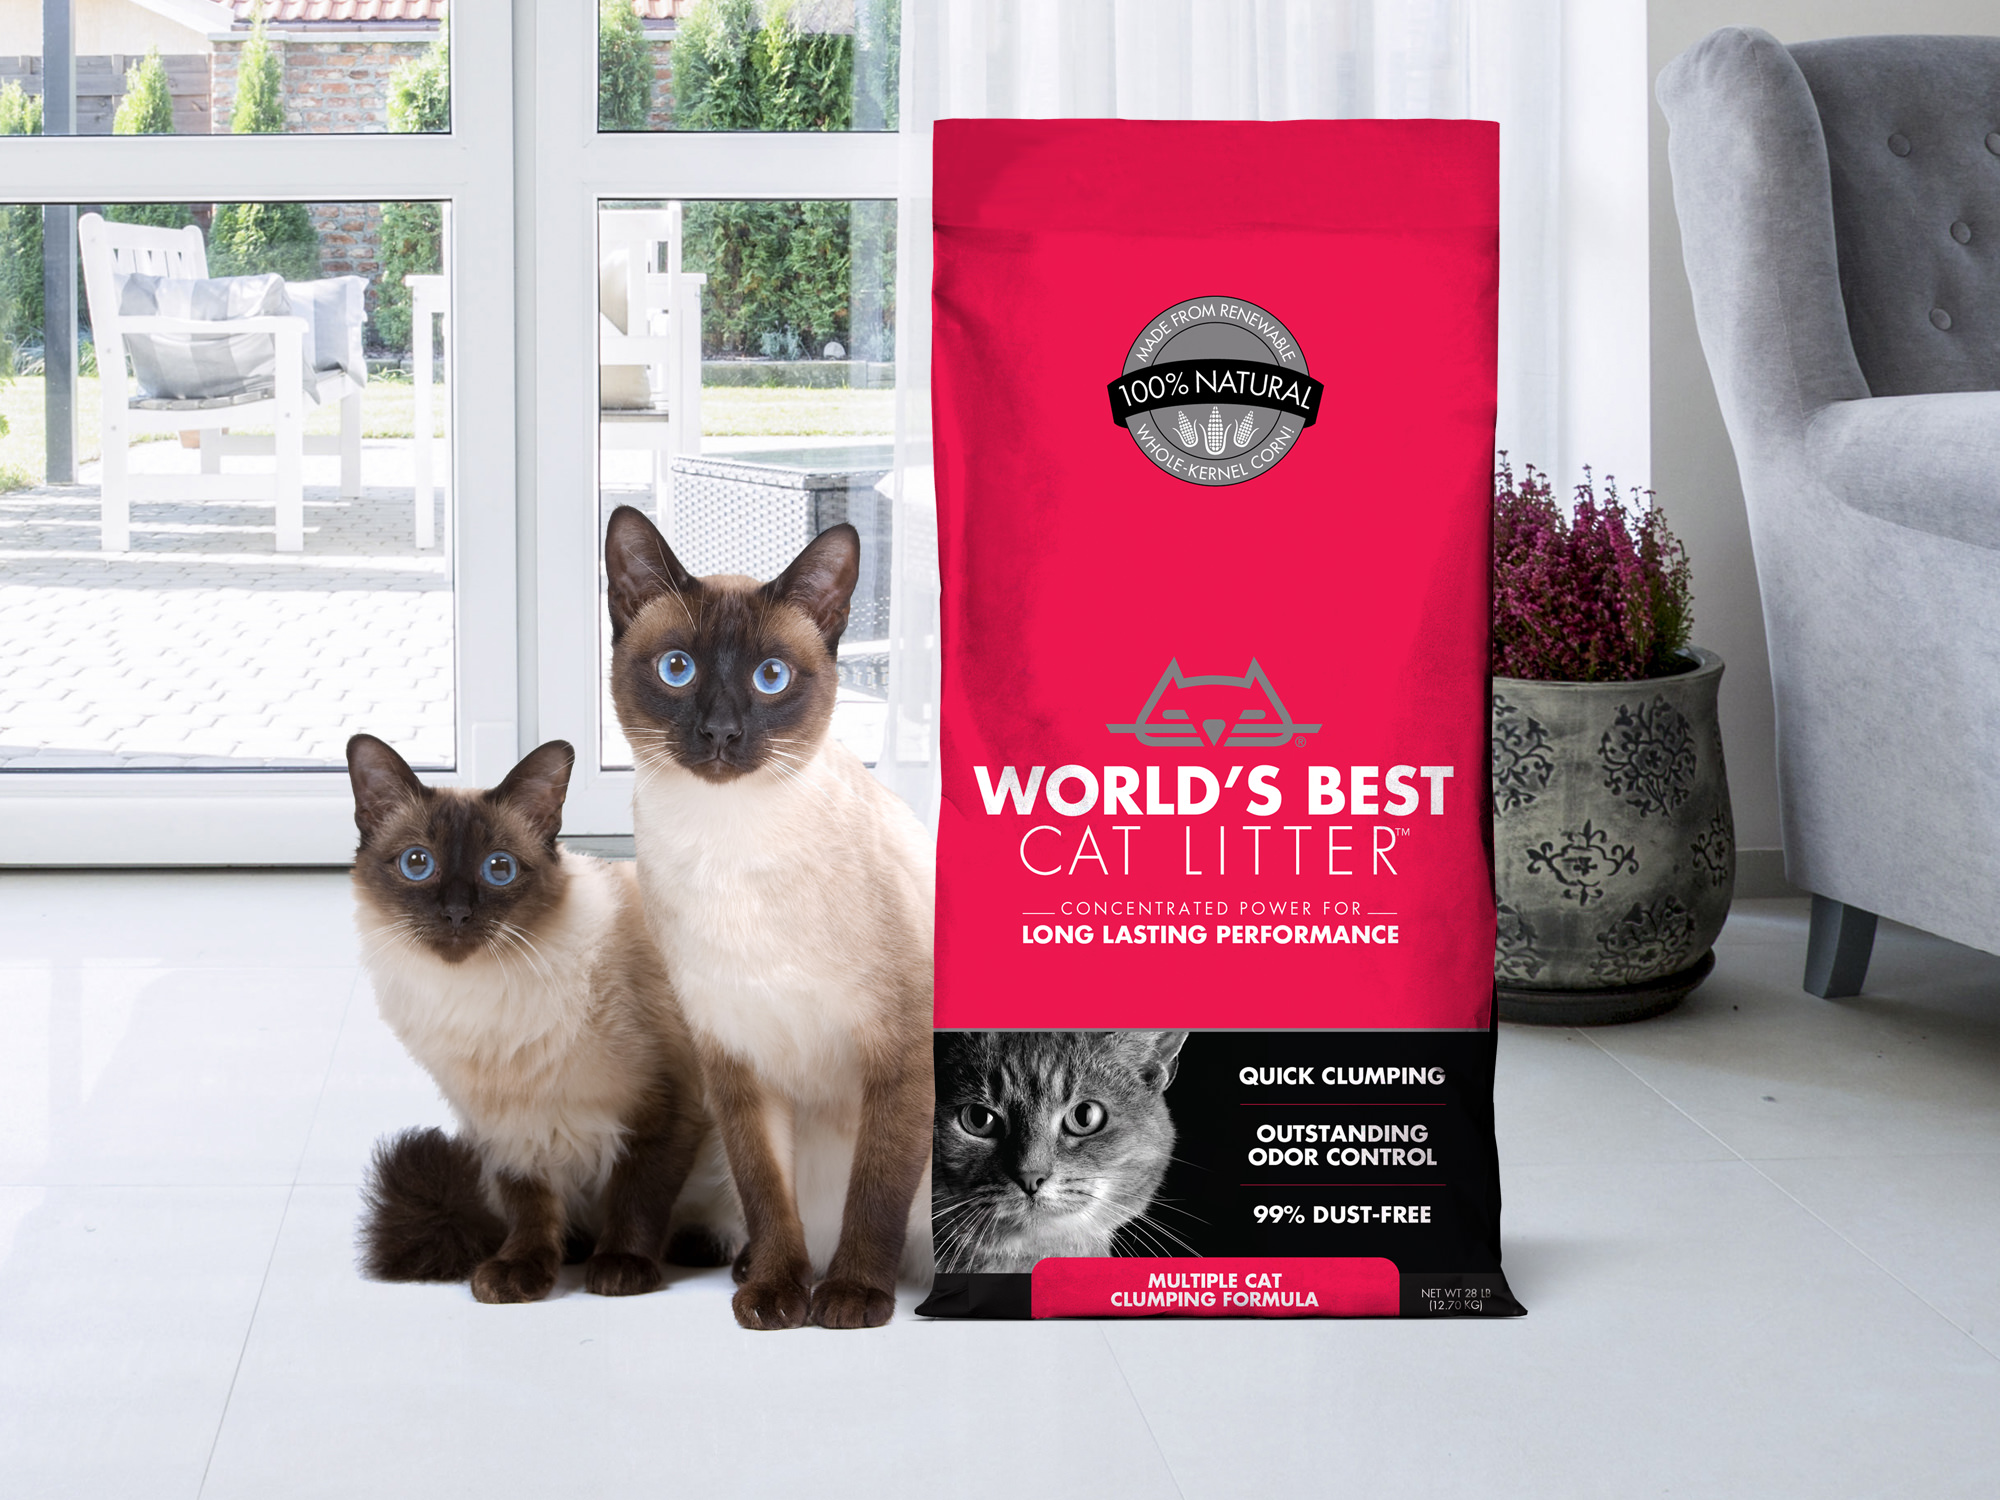 MADE FROM RENEWABLE
100% NATURAL
WHOLE-KERNEL CORN!
®
WORLD'S BEST
CAT LITTER™
CONCENTRATED POWER FOR
LONG LASTING PERFORMANCE
QUICK CLUMPING
OUTSTANDING
ODOR CONTROL
99% DUST-FREE
MULTIPLE CAT
CLUMPING FORMULA
NET WT 28 LB
(12.70 KG)